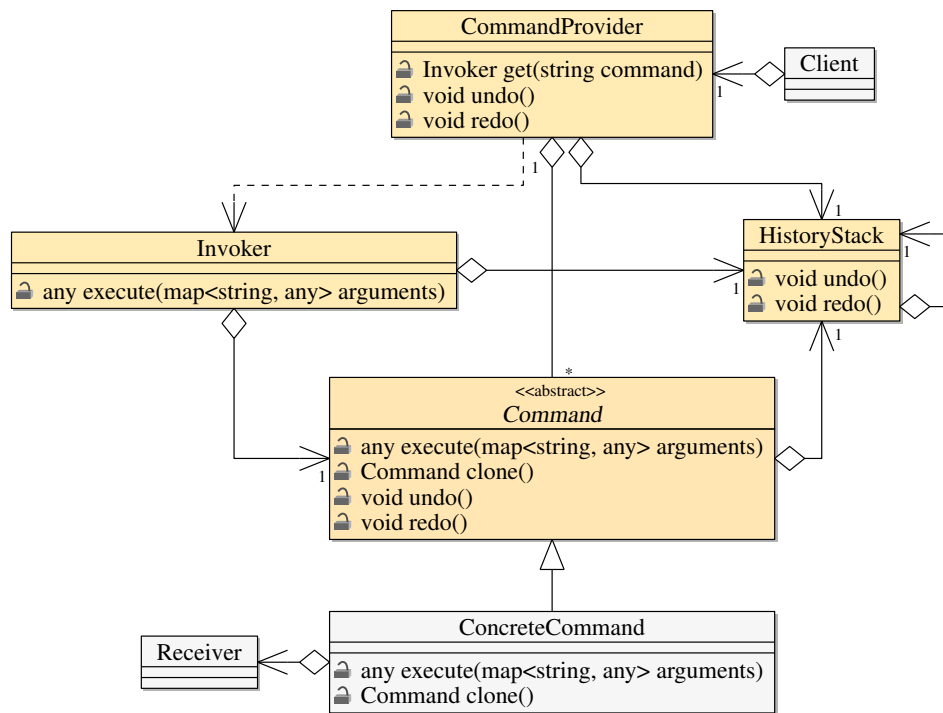 CommandProvider
Invoker get(string command)
void undo()
void redo()
Client
1
1
1
Invoker
any execute(map<string, any> arguments)
HistoryStack
void undo()
void redo()
1
1
1
*
<<abstract>>
Command
any execute(map<string, any> arguments)
Command clone()
void undo()
void redo()
1
ConcreteCommand
any execute(map<string, any> arguments)
Command clone()
Receiver